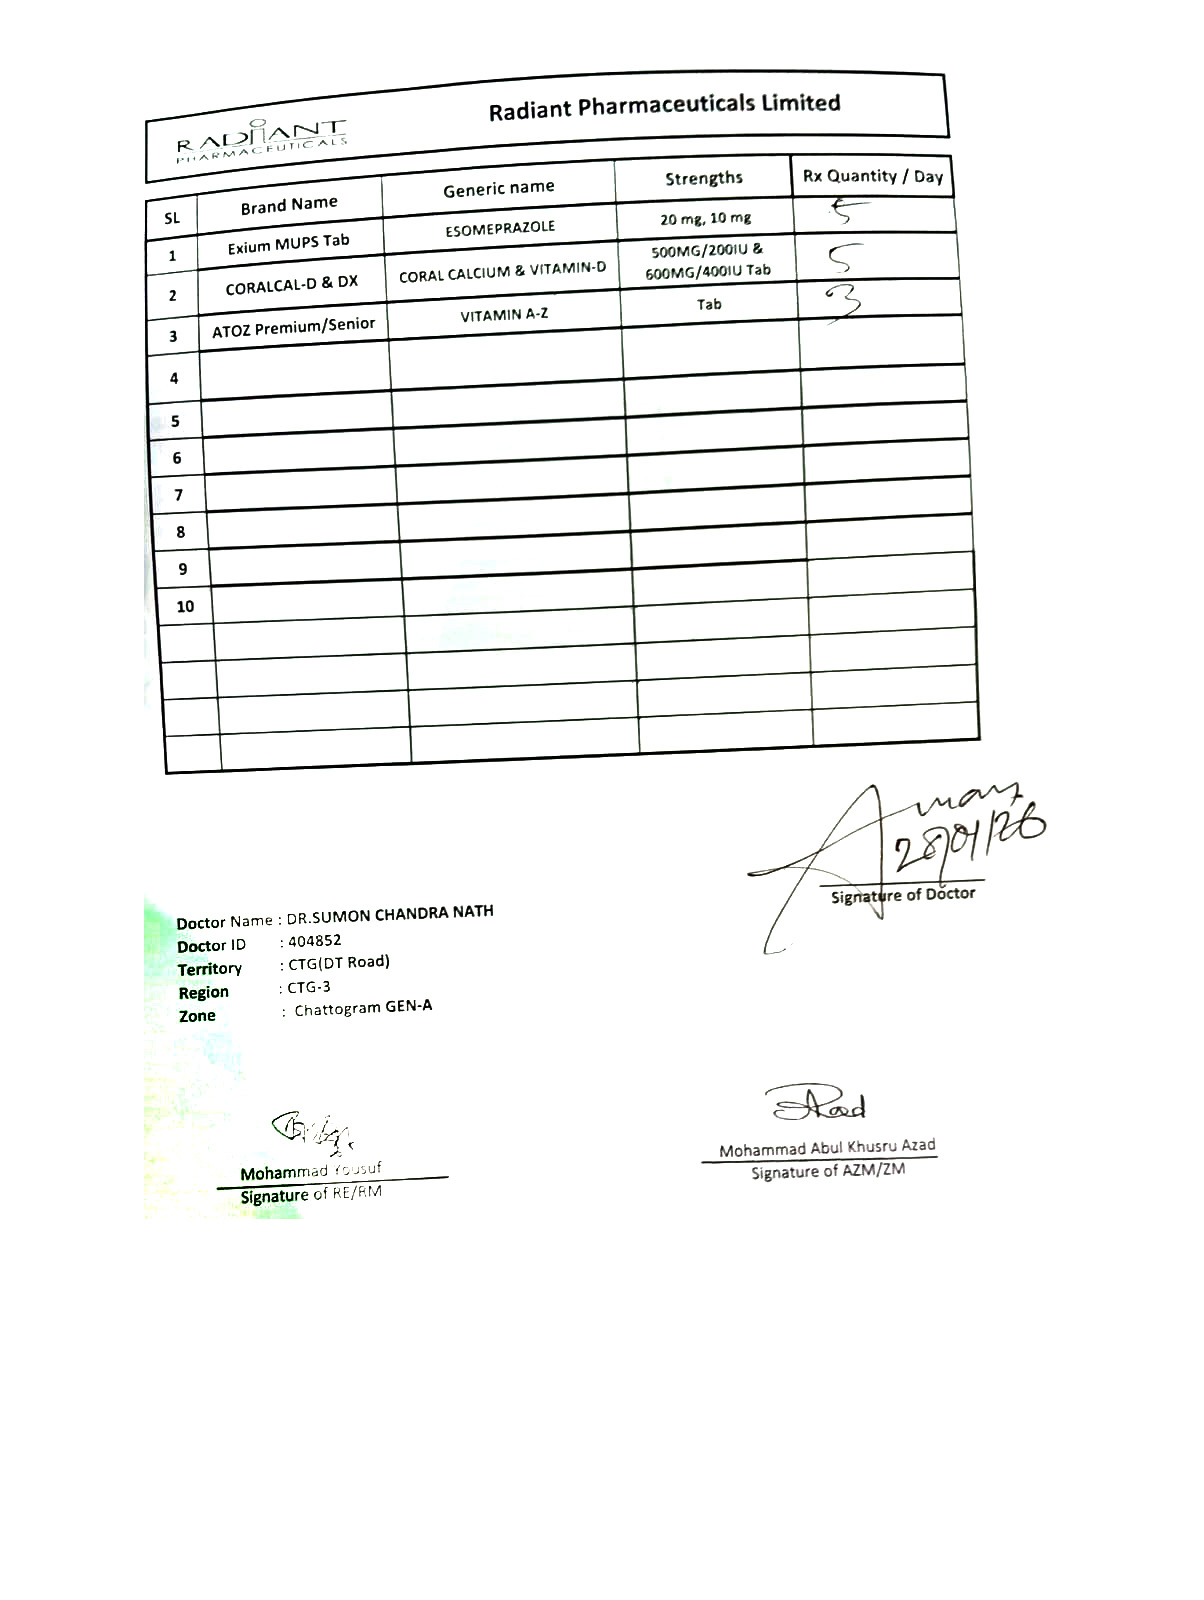 RADIANT
PHARMACEUTICALS
Radiant Pharmaceuticals Limited
SL Brand Name Generic name Strengths Rx Quantity / Day
1 Exium MUPS Tab ESOMEPRAZOLE 20 mg, 10 mg 5
2 CORALCAL-D & DX CORAL CALCIUM & VITAMIN-D 500MG/200IU & 600MG/400IU Tab 5
3 ATOZ Premium/Senior VITAMIN A-Z Tab 3
4
5
6
7
8
9
10
28/01/26
Signature of Doctor
Doctor Name : DR.SUMON CHANDRA NATH
Doctor ID : 404852
Territory : CTG(DT Road)
Region : CTG-3
Zone : Chattogram GEN-A
Azad
Mohammad Yousuf
Signature of RE/RM
Mohammad Abul Khusru Azad
Signature of AZM/ZM